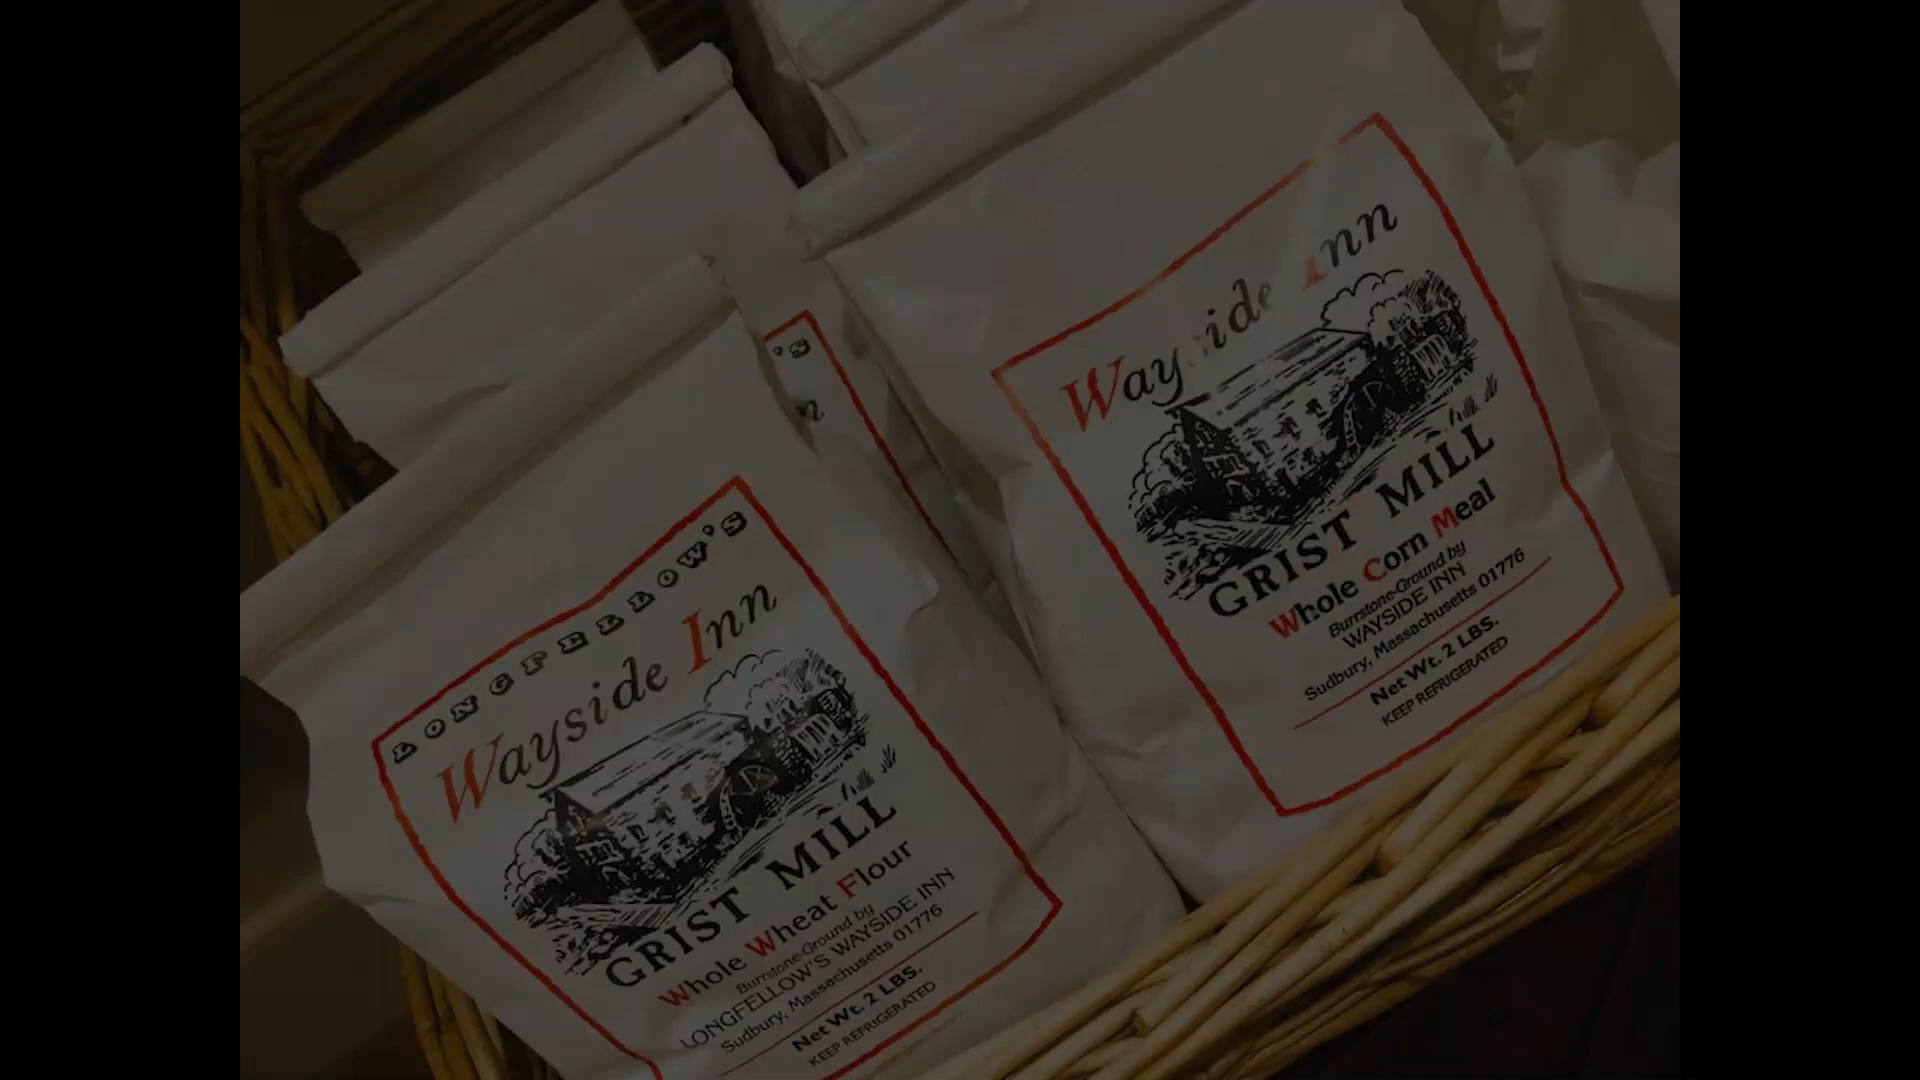 LONGFELLOW'S
Wayside Inn
GRIST MILL
Whole Wheat Flour
Burrstone-Ground by
LONGFELLOW'S WAYSIDE INN
Sudbury, Massachusetts 01776
Net Wt. 2 LBS.
KEEP REFRIGERATED
'S
n
Wayside Inn
GRIST MILL
Whole Corn Meal
Burrstone-Ground by
WAYSIDE INN
Sudbury, Massachusetts 01776
Net Wt. 2 LBS.
KEEP REFRIGERATED